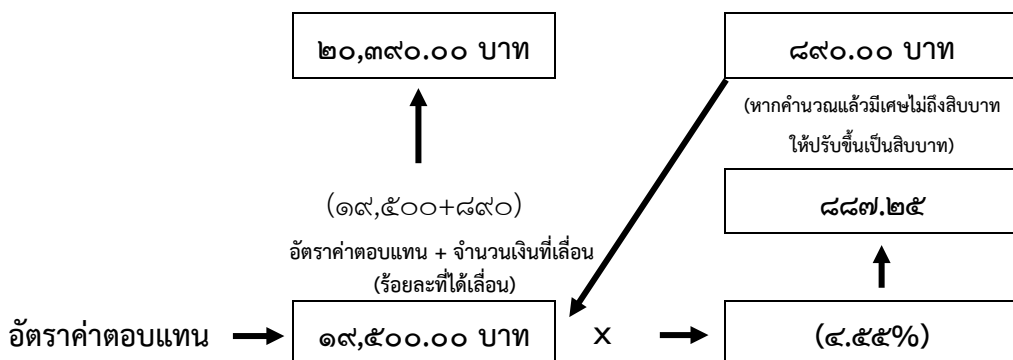 ๒๐,๓๙๐.๐๐ บาท
๘๙๐.๐๐ บาท
(หากคำนวณแล้วมีเศษไม่ถึงสิบบาท
ให้ปรับขึ้นเป็นสิบบาท)
(๑๙,๕๐๐+๘๙๐)
๘๘๗.๒๕
อัตราค่าตอบแทน + จำนวนเงินที่เลื่อน
(ร้อยละที่ได้เลื่อน)
อัตราค่าตอบแทน ๑๙,๕๐๐.๐๐ บาท x (๔.๕๕%)